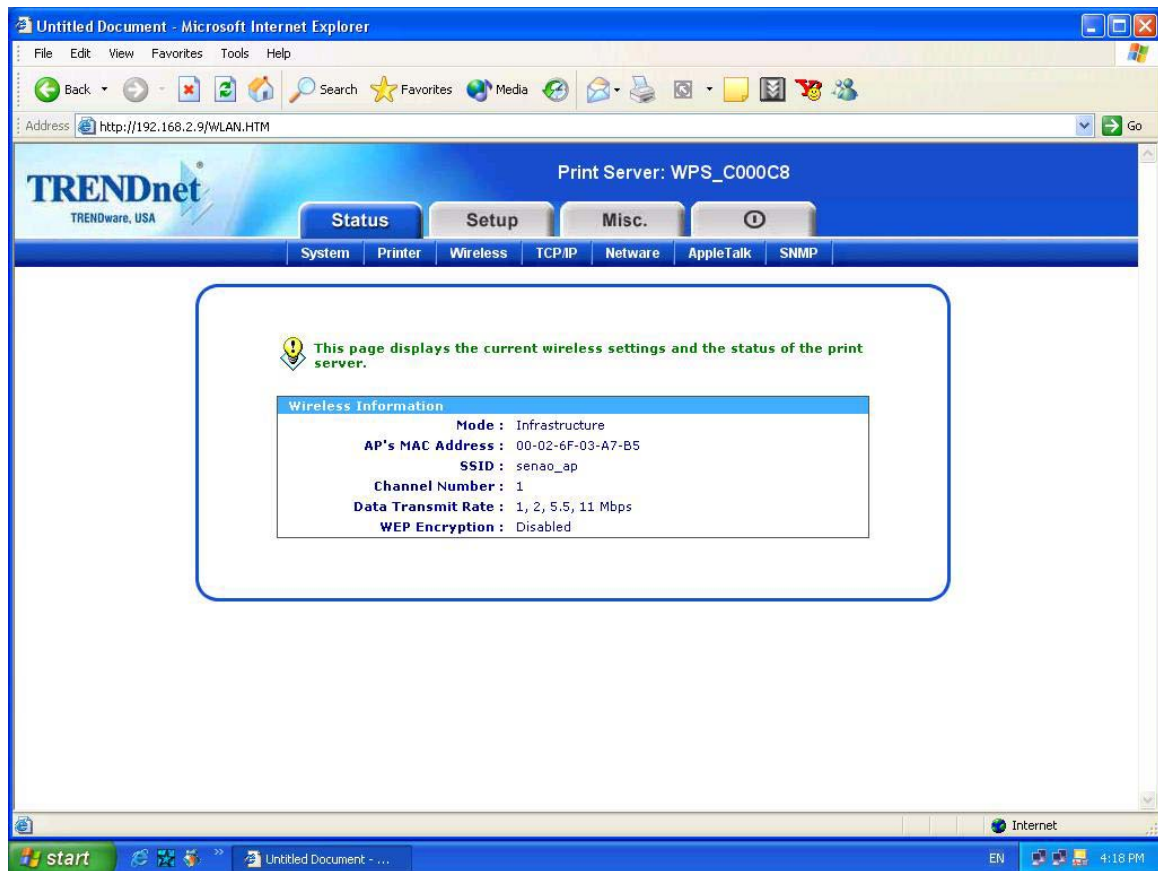 Untitled Document - Microsoft Internet Explorer
File Edit View Favorites Tools Help
Back Search Favorites Media
Address http://192.168.2.9/WLAN.HTM Go
TRENDnet
TRENDware, USA
Print Server: WPS_C000C8
Status Setup Misc.
System Printer Wireless TCP/IP Netware AppleTalk SNMP
This page displays the current wireless settings and the status of the print
server.
Wireless Information
Mode : Infrastructure
AP's MAC Address : 00-02-6F-03-A7-B5
SSID : senao_ap
Channel Number : 1
Data Transmit Rate : 1, 2, 5.5, 11 Mbps
WEP Encryption : Disabled
Internet
start Untitled Document - ... EN 4:18 PM